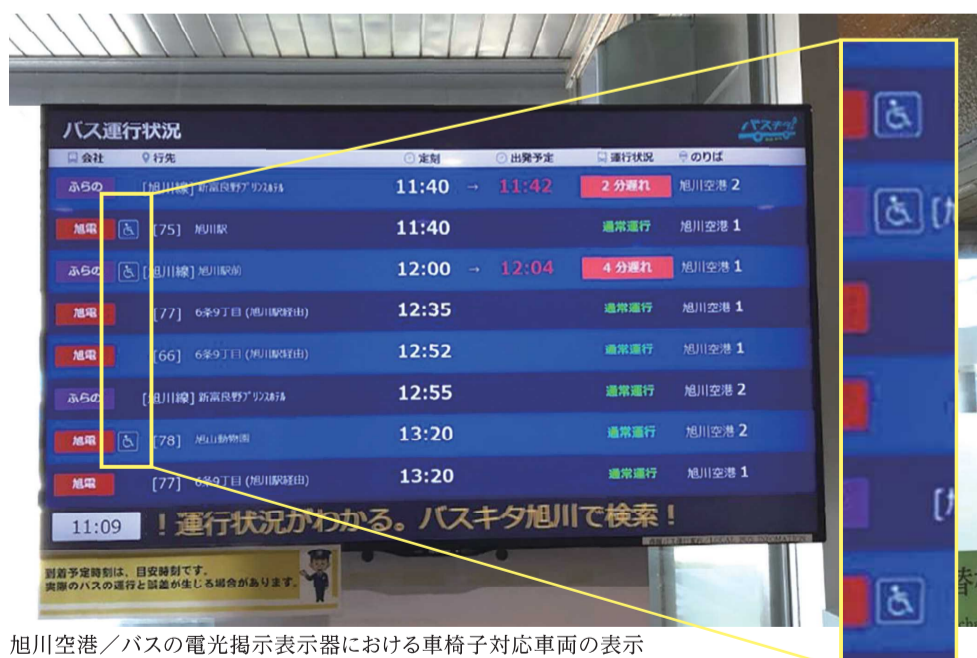 バス運行状況
バスキタ!
会社 行先 定刻 出発予定 運行状況 のりば
ふらの [旭川線] 新富良野プリンスホテル 11:40 → 11:42 2分遅れ 旭川空港 2
旭電 [75] 旭川駅 11:40 通常運行 旭川空港 1
ふらの [旭川線] 旭川駅前 12:00 → 12:04 4分遅れ 旭川空港 1
旭電 [77] 6条9丁目 (旭川駅経由) 12:35 通常運行 旭川空港 1
旭電 [66] 6条9丁目 (旭川駅経由) 12:52 通常運行 旭川空港 1
ふらの [旭川線] 新富良野プリンスホテル 12:55 通常運行 旭川空港 2
旭電 [78] 旭山動物園 13:20 通常運行 旭川空港 2
旭電 [77] 6条9丁目 (旭川駅経由) 13:20 通常運行 旭川空港 1
11:09 !運行状況がわかる。バスキタ旭川で検索!
到着予定時刻は、目安時刻です。
実際のバスの運行と誤差が生じる場合があります。
旭川空港/バスの電光掲示表示器における車椅子対応車両の表示